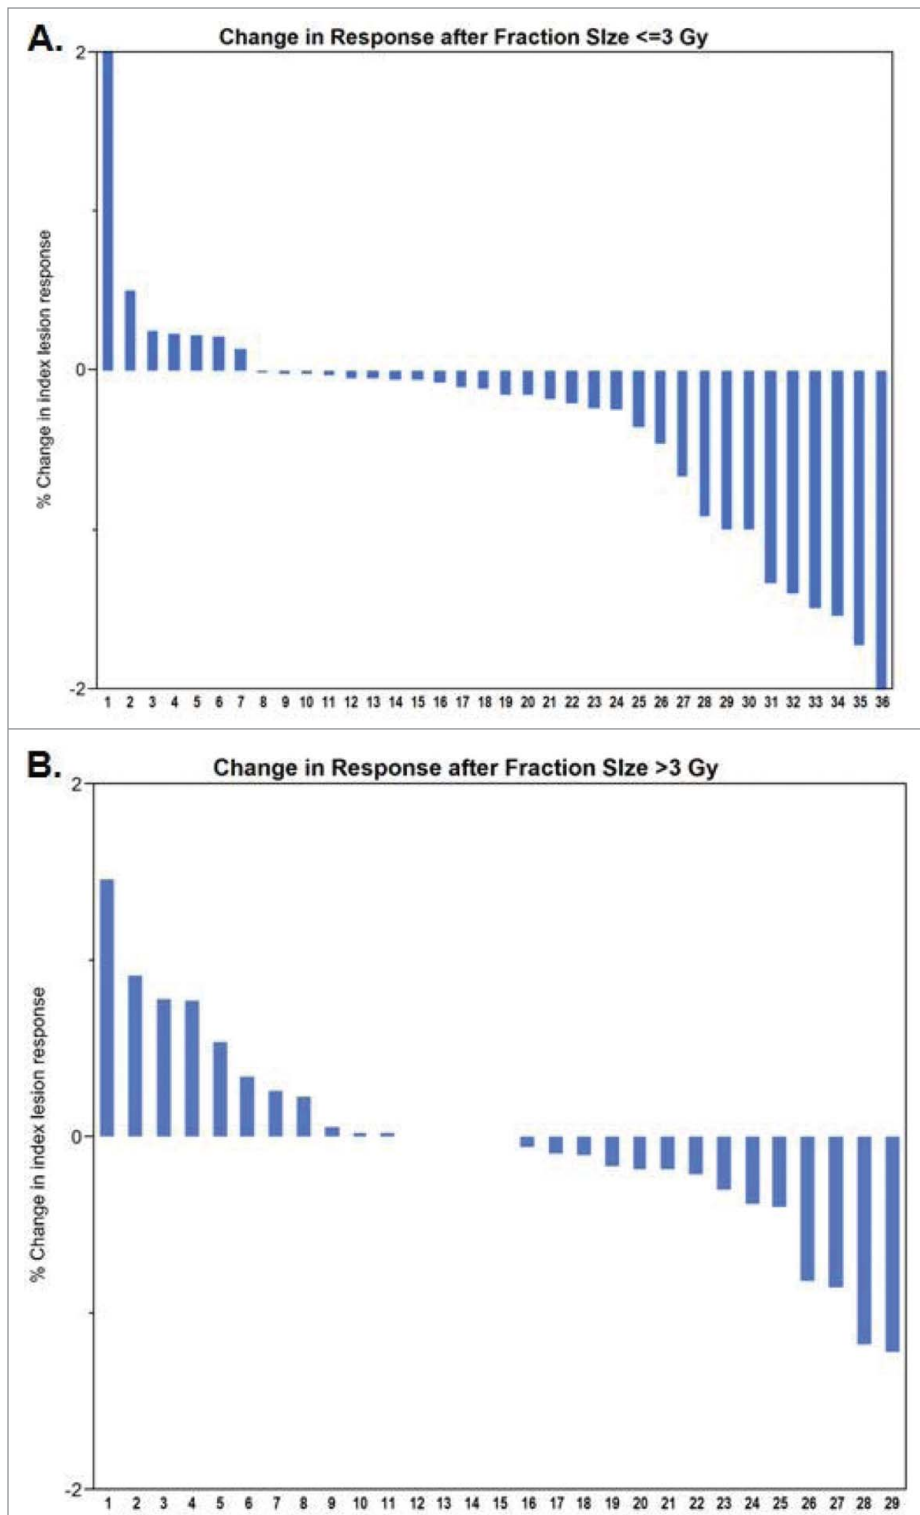 A.
Change in Response after Fraction SIze <=3 Gy
2
% Change in index lesion response
0
-2
1 2 3 4 5 6 7 8 9 10 11 12 13 14 15 16 17 18 19 20 21 22 23 24 25 26 27 28 29 30 31 32 33 34 35 36
B.
Change in Response after Fraction SIze >3 Gy
2
% Change in index lesion response
0
-2
1 2 3 4 5 6 7 8 9 10 11 12 13 14 15 16 17 18 19 20 21 22 23 24 25 26 27 28 29